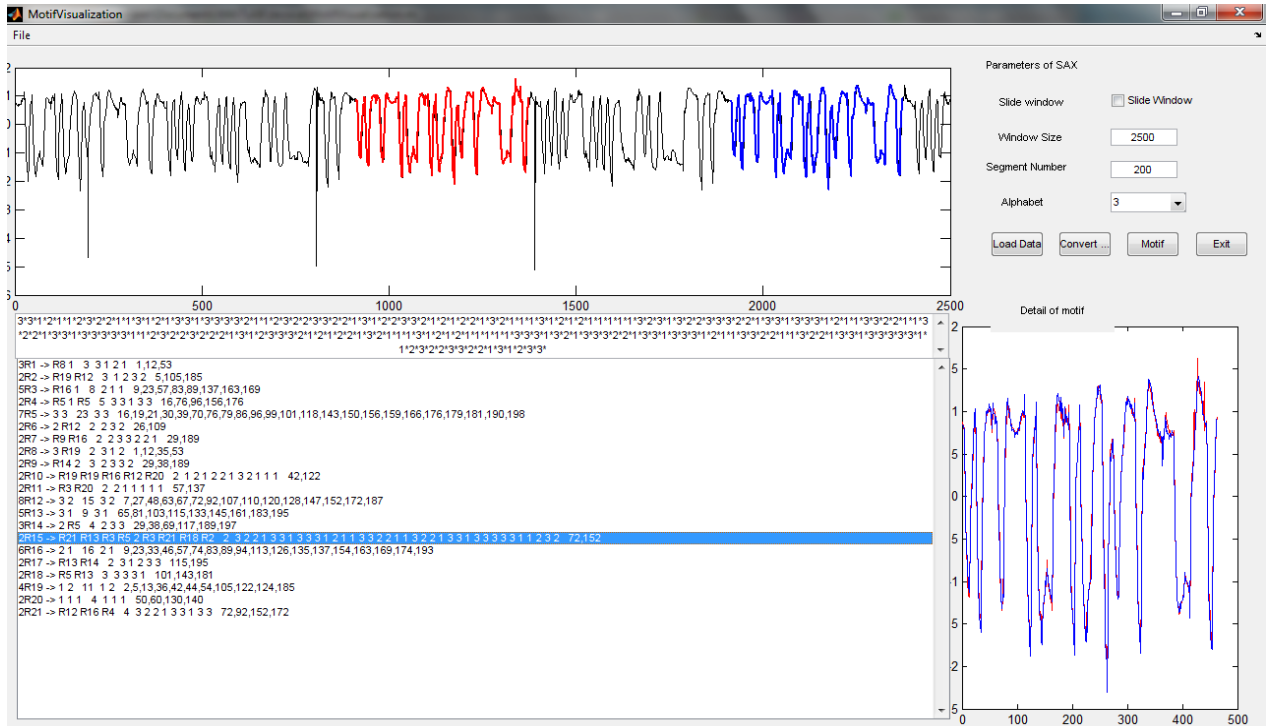 MotifVisualization
File
Parameters of SAX
Slide window
Slide Window
Window Size
2500
Segment Number
200
Alphabet
3
Load Data
Convert ...
Motif
Exit
0 500 1000 1500 2000 2500
Detail of motif
1*2*3*2*2*3*3*2*2*1*3*1*2*3*3*
3R1 -> R8 1 3 3 1 2 1 1,12,53
2R2 -> R19 R12 3 1 2 3 2 5,105,185
5R3 -> R16 1 8 2 1 1 9,23,57,83,89,137,163,169
2R4 -> R5 1 R5 5 3 3 1 3 3 16,76,96,156,176
7R5 -> 3 3 23 3 3 16,19,21,30,39,70,76,79,86,96,99,101,118,143,150,156,159,166,176,179,181,190,198
2R6 -> 2 R12 2 2 3 2 26,109
2R7 -> R9 R16 2 2 3 3 2 2 1 29,189
2R8 -> 3 R19 2 3 1 2 1,12,35,53
2R9 -> R14 2 3 2 3 3 2 29,38,189
2R10 -> R19 R19 R16 R12 R20 2 1 2 1 2 2 1 3 2 1 1 1 42,122
2R11 -> R3 R20 2 2 1 1 1 1 1 57,137
8R12 -> 3 2 15 3 2 7,27,48,63,67,72,92,107,110,120,128,147,152,172,187
5R13 -> 3 1 9 3 1 65,81,103,115,133,145,161,183,195
3R14 -> 2 R5 4 2 3 3 29,38,69,117,189,197
2R15 -> R21 R13 R3 R5 2 R3 R21 R18 R2 2 3 2 2 1 3 3 1 3 3 3 1 2 1 1 3 3 2 2 1 1 3 2 2 1 3 3 1 3 3 3 3 3 1 1 2 3 2 72,152
6R16 -> 2 1 16 2 1 9,23,33,46,57,74,83,89,94,113,126,135,137,154,163,169,174,193
2R17 -> R13 R14 2 3 1 2 3 3 115,195
2R18 -> R5 R13 3 3 3 3 1 101,143,181
4R19 -> 1 2 11 1 2 2,5,13,36,42,44,54,105,122,124,185
2R20 -> 1 1 1 4 1 1 1 50,60,130,140
2R21 -> R12 R16 R4 4 3 2 2 1 3 3 1 3 3 72,92,152,172
0 100 200 300 400 500